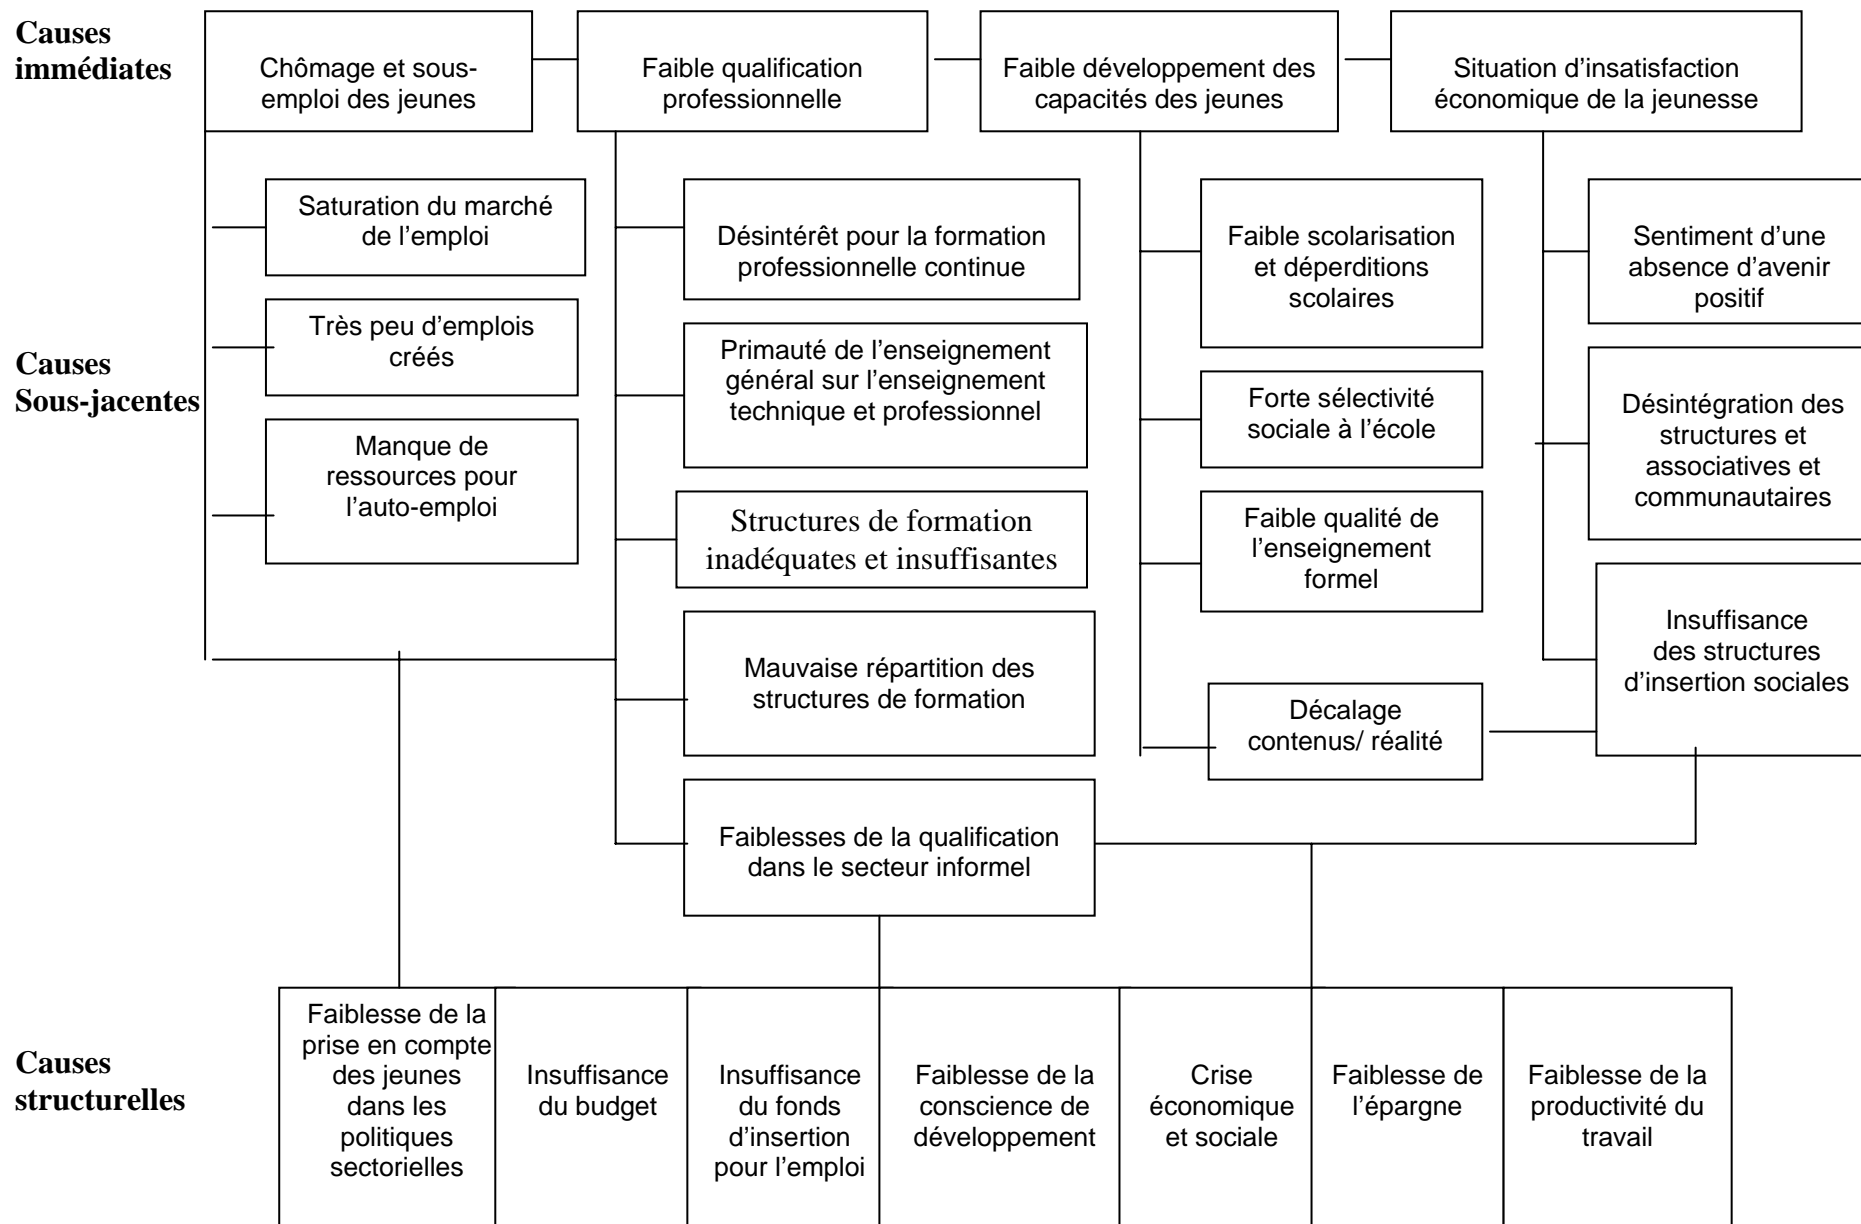 Causes
immédiates
Chômage et sous-
emploi des jeunes
Faible qualification
professionnelle
Faible développement des
capacités des jeunes
Situation d’insatisfaction
économique de la jeunesse
Causes
Sous-jacentes
Saturation du marché
de l’emploi
Très peu d’emplois
créés
Manque de
ressources pour
l’auto-emploi
Désintérêt pour la formation
professionnelle continue
Primauté de l’enseignement
général sur l’enseignement
technique et professionnel
Structures de formation
inadéquates et insuffisantes
Mauvaise répartition des
structures de formation
Faiblesses de la qualification
dans le secteur informel
Faible scolarisation
et déperditions
scolaires
Forte sélectivité
sociale à l’école
Faible qualité de
l’enseignement
formel
Décalage
contenus/ réalité
Sentiment d’une
absence d’avenir
positif
Désintégration des
structures et
associatives et
communautaires
Insuffisance
des structures
d’insertion sociales
Causes
structurelles
Faiblesse de la
prise en compte
des jeunes
dans les
politiques
sectorielles
Insuffisance
du budget
Insuffisance
du fonds
d’insertion
pour l’emploi
Faiblesse de la
conscience de
développement
Crise
économique
et sociale
Faiblesse de
l’épargne
Faiblesse de la
productivité du
travail